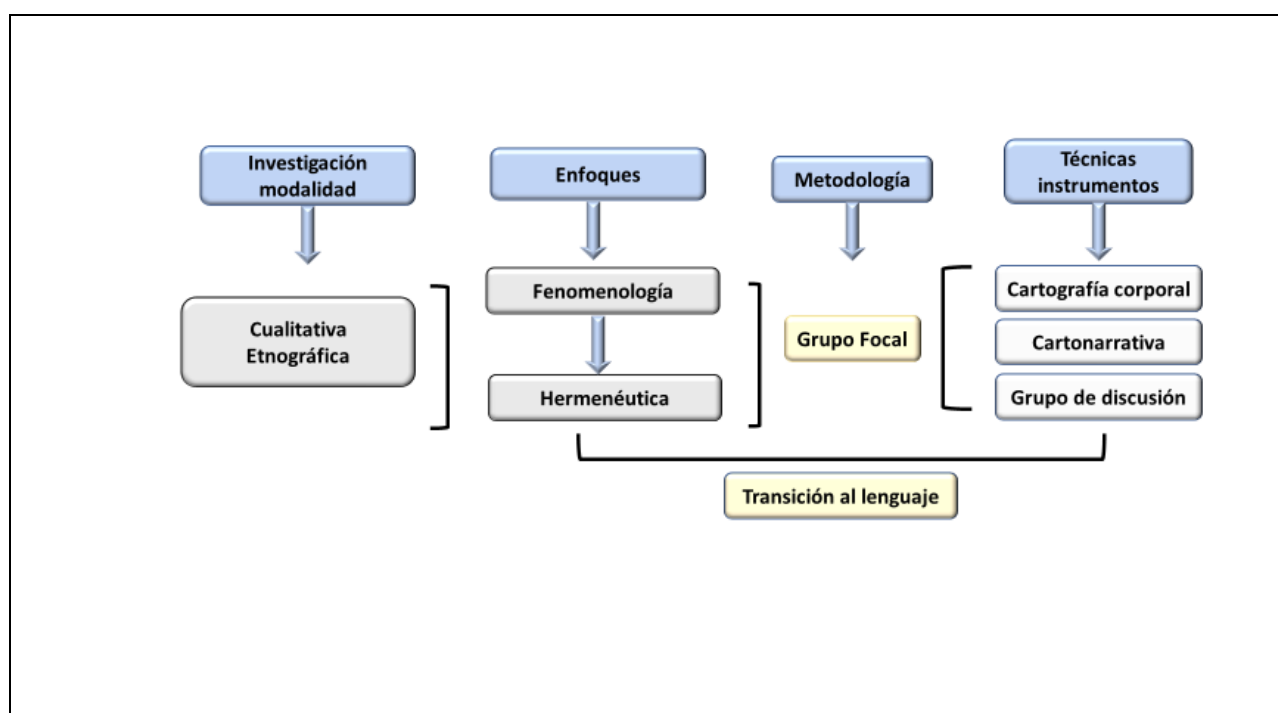 Investigación
modalidad
Enfoques
Metodología
Técnicas
instrumentos
Cualitativa
Etnográfica
Fenomenología
Hermenéutica
Grupo Focal
Cartografía corporal
Cartonarrativa
Grupo de discusión
Transición al lenguaje